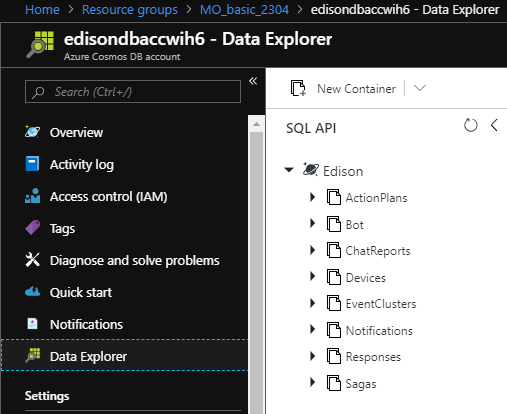 Home > Resource groups > MO_basic_2304 > edisondbaccwih6 - Data Explorer
edisondbaccwih6 - Data Explorer
Azure Cosmos DB account
Search (Ctrl+/)
«
Overview
Activity log
Access control (IAM)
Tags
Diagnose and solve problems
Quick start
Notifications
Data Explorer
Settings
New Container
SQL API
Edison
ActionPlans
Bot
ChatReports
Devices
EventClusters
Notifications
Responses
Sagas